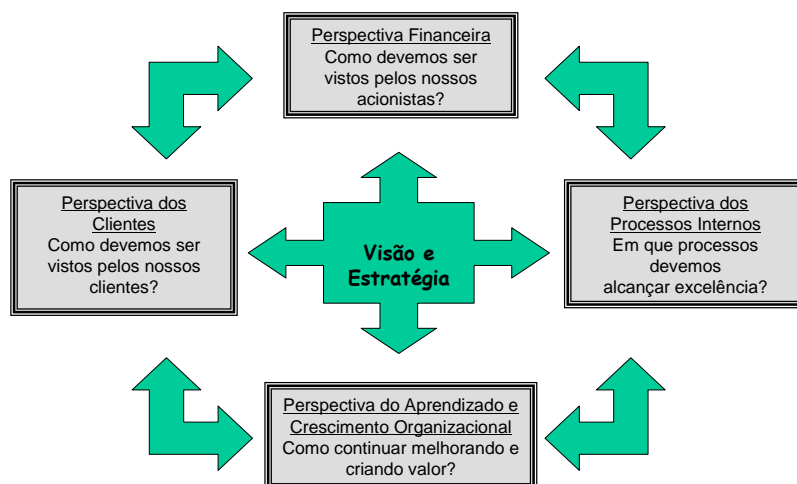 Perspectiva Financeira
Como devemos ser
vistos pelos nossos
acionistas?
Perspectiva dos
Clientes
Como devemos ser
vistos pelos nossos
clientes?
Visão e
Estratégia
Perspectiva dos
Processos Internos
Em que processos
devemos
alcançar excelência?
Perspectiva do Aprendizado e
Crescimento Organizacional
Como continuar melhorando e
criando valor?